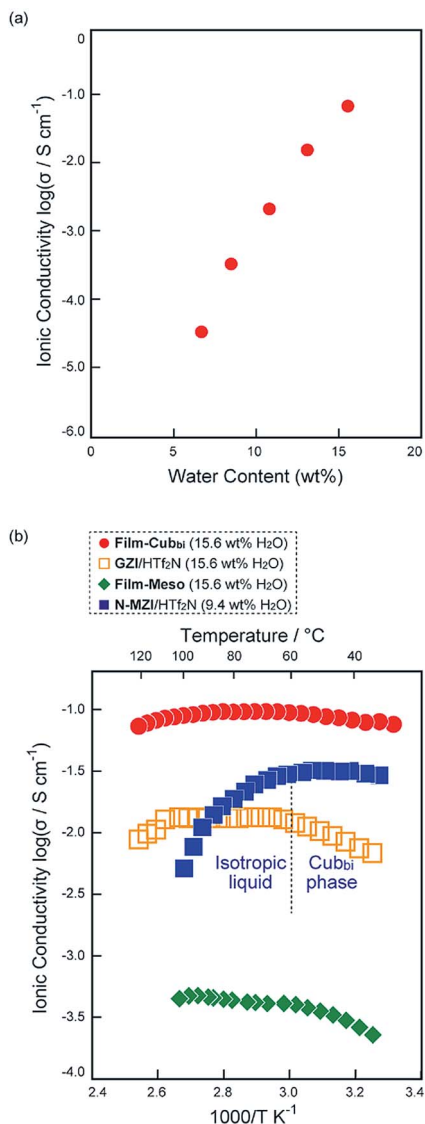 (a)
0
-1.0
-2.0
-3.0
-4.0
-5.0
-6.0
Ionic Conductivity log(σ / S cm⁻¹)
0 5 10 15 20
Water Content (wt%)
(b)
Film-Cubbi (15.6 wt% H₂O)
GZI/HTf₂N (15.6 wt% H₂O)
Film-Meso (15.6 wt% H₂O)
N-MZI/HTf₂N (9.4 wt% H₂O)
Temperature / °C
120 100 80 60 40
-1.0
-1.5
-2.0
-2.5
-3.0
-3.5
-4.0
Ionic Conductivity log(σ / S cm⁻¹)
Isotropic
liquid
Cubbi
phase
2.4 2.6 2.8 3.0 3.2 3.4
1000/T K⁻¹